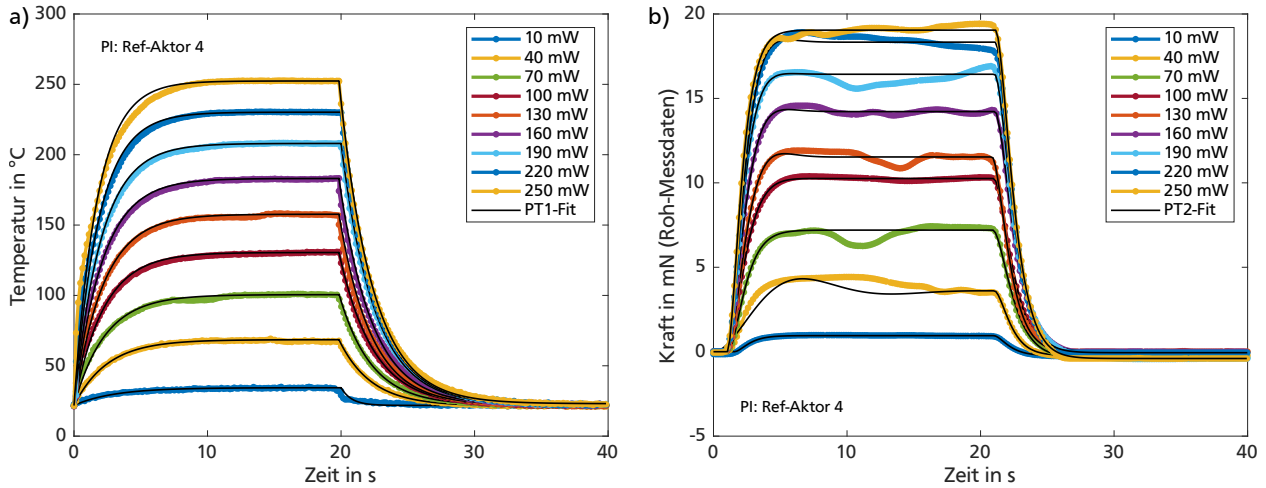 a)
300
250
200
150
100
50
0
Temperatur in °C
0
10
20
30
40
Zeit in s
PI: Ref-Aktor 4
10 mW
40 mW
70 mW
100 mW
130 mW
160 mW
190 mW
220 mW
250 mW
PT1-Fit
b)
20
15
10
5
0
-5
Kraft in mN (Roh-Messdaten)
0
10
20
30
40
Zeit in s
10 mW
40 mW
70 mW
100 mW
130 mW
160 mW
190 mW
220 mW
250 mW
PT2-Fit
PI: Ref-Aktor 4